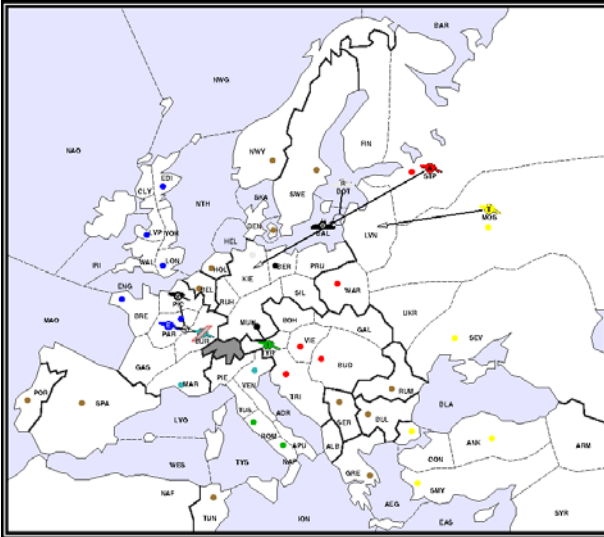 BAR
NWG
NAO
FIN
NWY
STP
SWE
EDI
CLY
SKA
BOT
MOS
NTH
LVP YOR
DEN
BAL
LVN
HEL
IRI
WAL LON
HOL
KIE
BER
PRU
ENG
BEL
RUH
SIL
WAR
PIC
UKR
BRE
MAO
PAR
MUN
BOH
GAL
BUR
VIE
SEV
GAS
BUD
MAR
PIE
VEN
TRI
RUM
POR
SPA
TUS
ADR
SER
BUL
BLA
LYO
ROM
APU
ALB
ANK
CON
ARM
WES
TYS
NAP
GRE
SMY
NAF
AEG
TUN
ION
EAS
SYR